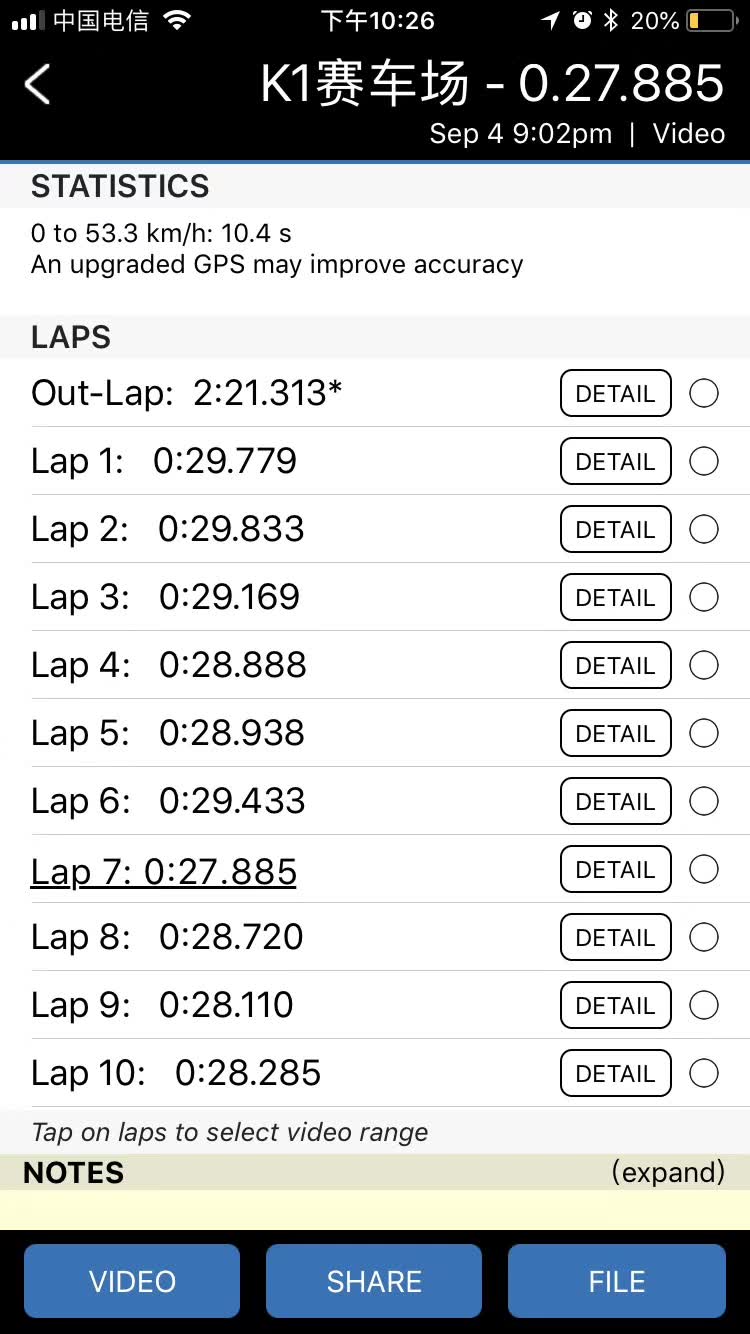 中国电信 下午10:26 20%
K1赛车场 - 0.27.885
Sep 4 9:02pm | Video
STATISTICS
0 to 53.3 km/h: 10.4 s
An upgraded GPS may improve accuracy
LAPS
Out-Lap: 2:21.313* DETAIL
Lap 1: 0:29.779 DETAIL
Lap 2: 0:29.833 DETAIL
Lap 3: 0:29.169 DETAIL
Lap 4: 0:28.888 DETAIL
Lap 5: 0:28.938 DETAIL
Lap 6: 0:29.433 DETAIL
Lap 7: 0:27.885 DETAIL
Lap 8: 0:28.720 DETAIL
Lap 9: 0:28.110 DETAIL
Lap 10: 0:28.285 DETAIL
Tap on laps to select video range
NOTES (expand)
VIDEO SHARE FILE